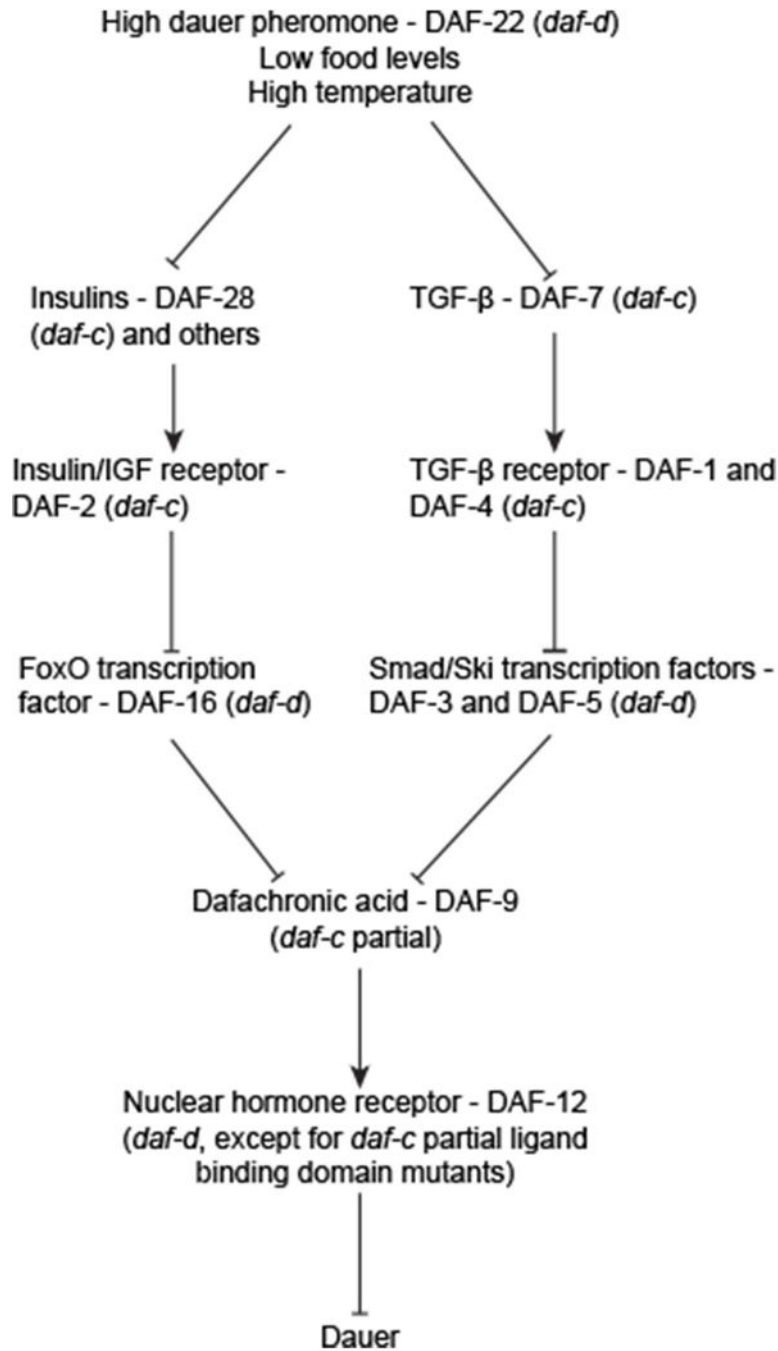 High dauer pheromone - DAF-22 (daf-d)
Low food levels
High temperature
Insulins - DAF-28
(daf-c) and others
TGF-β - DAF-7 (daf-c)
Insulin/IGF receptor -
DAF-2 (daf-c)
TGF-β receptor - DAF-1 and
DAF-4 (daf-c)
FoxO transcription
factor - DAF-16 (daf-d)
Smad/Ski transcription factors -
DAF-3 and DAF-5 (daf-d)
Dafachronic acid - DAF-9
(daf-c partial)
Nuclear hormone receptor - DAF-12
(daf-d, except for daf-c partial ligand
binding domain mutants)
Dauer